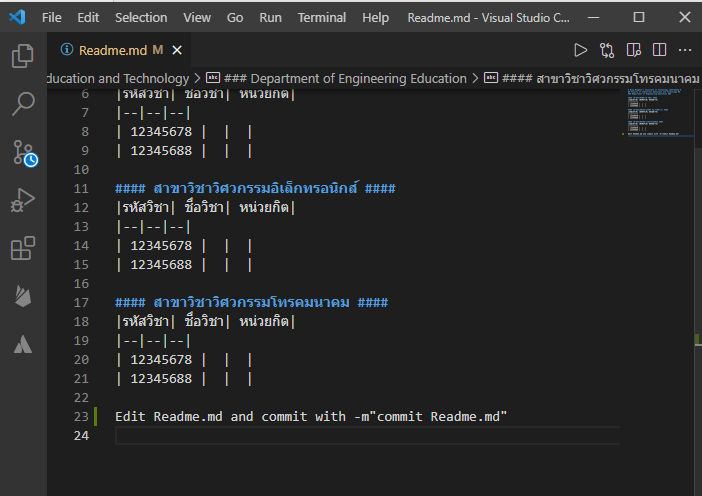 File Edit Selection View Go Run Terminal Help Readme.md - Visual Studio C...
Readme.md M
ducation and Technology > ### Department of Engineering Education > #### สาขาวิชาวิศวกรรมโทรคมนาคม
6 |รหัสวิชา| ชื่อวิชา| หน่วยกิต|
7 |--|--|--|
8 | 12345678 | | |
9 | 12345688 | | |
10
11 #### สาขาวิชาวิศวกรรมอิเล็กทรอนิกส์ ####
12 |รหัสวิชา| ชื่อวิชา| หน่วยกิต|
13 |--|--|--|
14 | 12345678 | | |
15 | 12345688 | | |
16
17 #### สาขาวิชาวิศวกรรมโทรคมนาคม ####
18 |รหัสวิชา| ชื่อวิชา| หน่วยกิต|
19 |--|--|--|
20 | 12345678 | | |
21 | 12345688 | | |
22
23 Edit Readme.md and commit with -m"commit Readme.md"
24